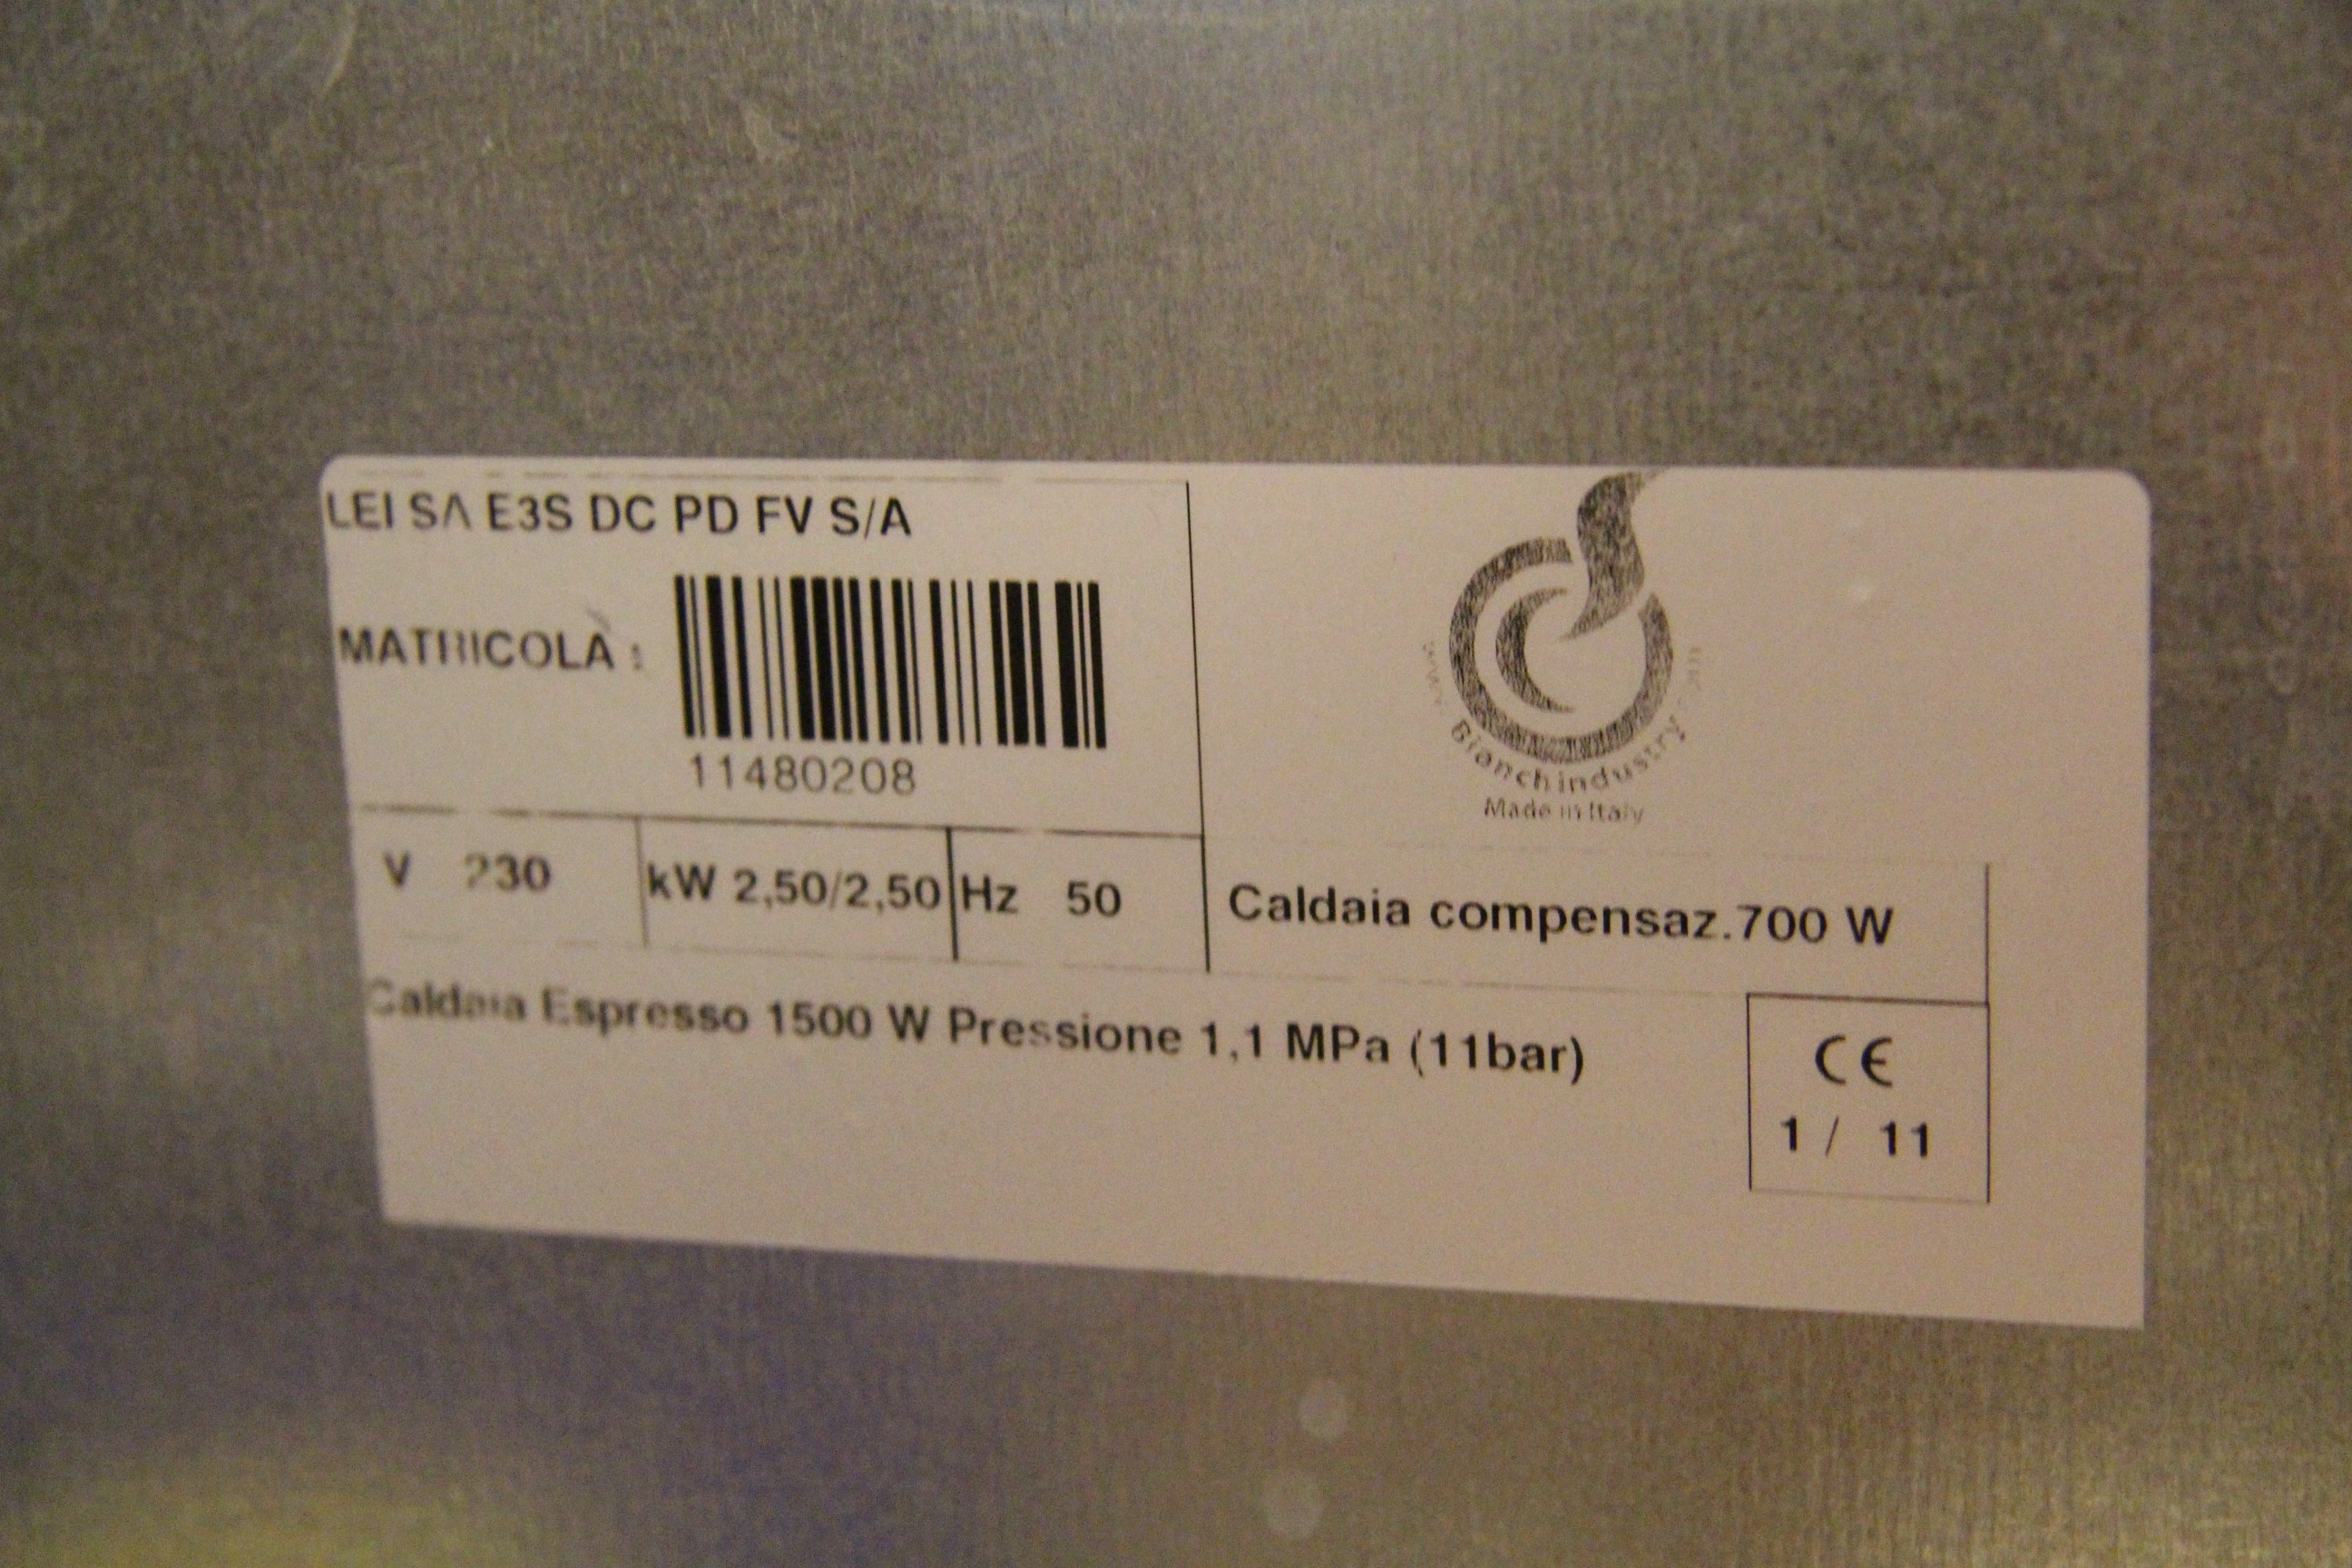 LEI SA E3S DC PD FV S/A
MATRICOLA :
11480208
V 230 kW 2,50/2,50 Hz 50
Bianchindustry
Made in Italy
Caldaia compensaz.700 W
Caldaia Espresso 1500 W Pressione 1,1 MPa (11bar)
CE
1 / 11